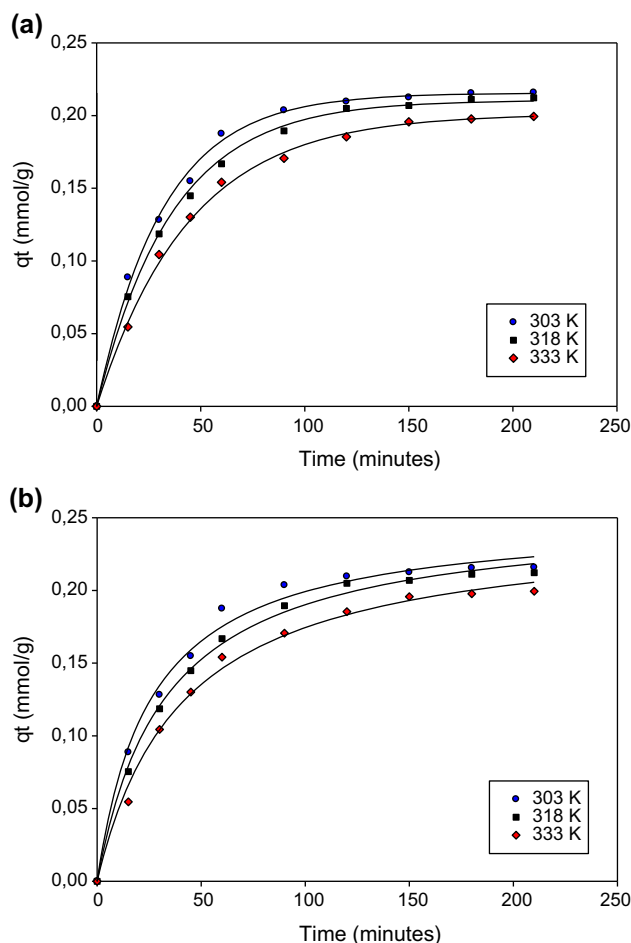 (a)
0,25
0,20
0,15
0,10
0,05
0,00
qt (mmol/g)
303 K
318 K
333 K
0 50 100 150 200 250
Time (minutes)
(b)
0,25
0,20
0,15
0,10
0,05
0,00
qt (mmol/g)
303 K
318 K
333 K
0 50 100 150 200 250
Time (minutes)